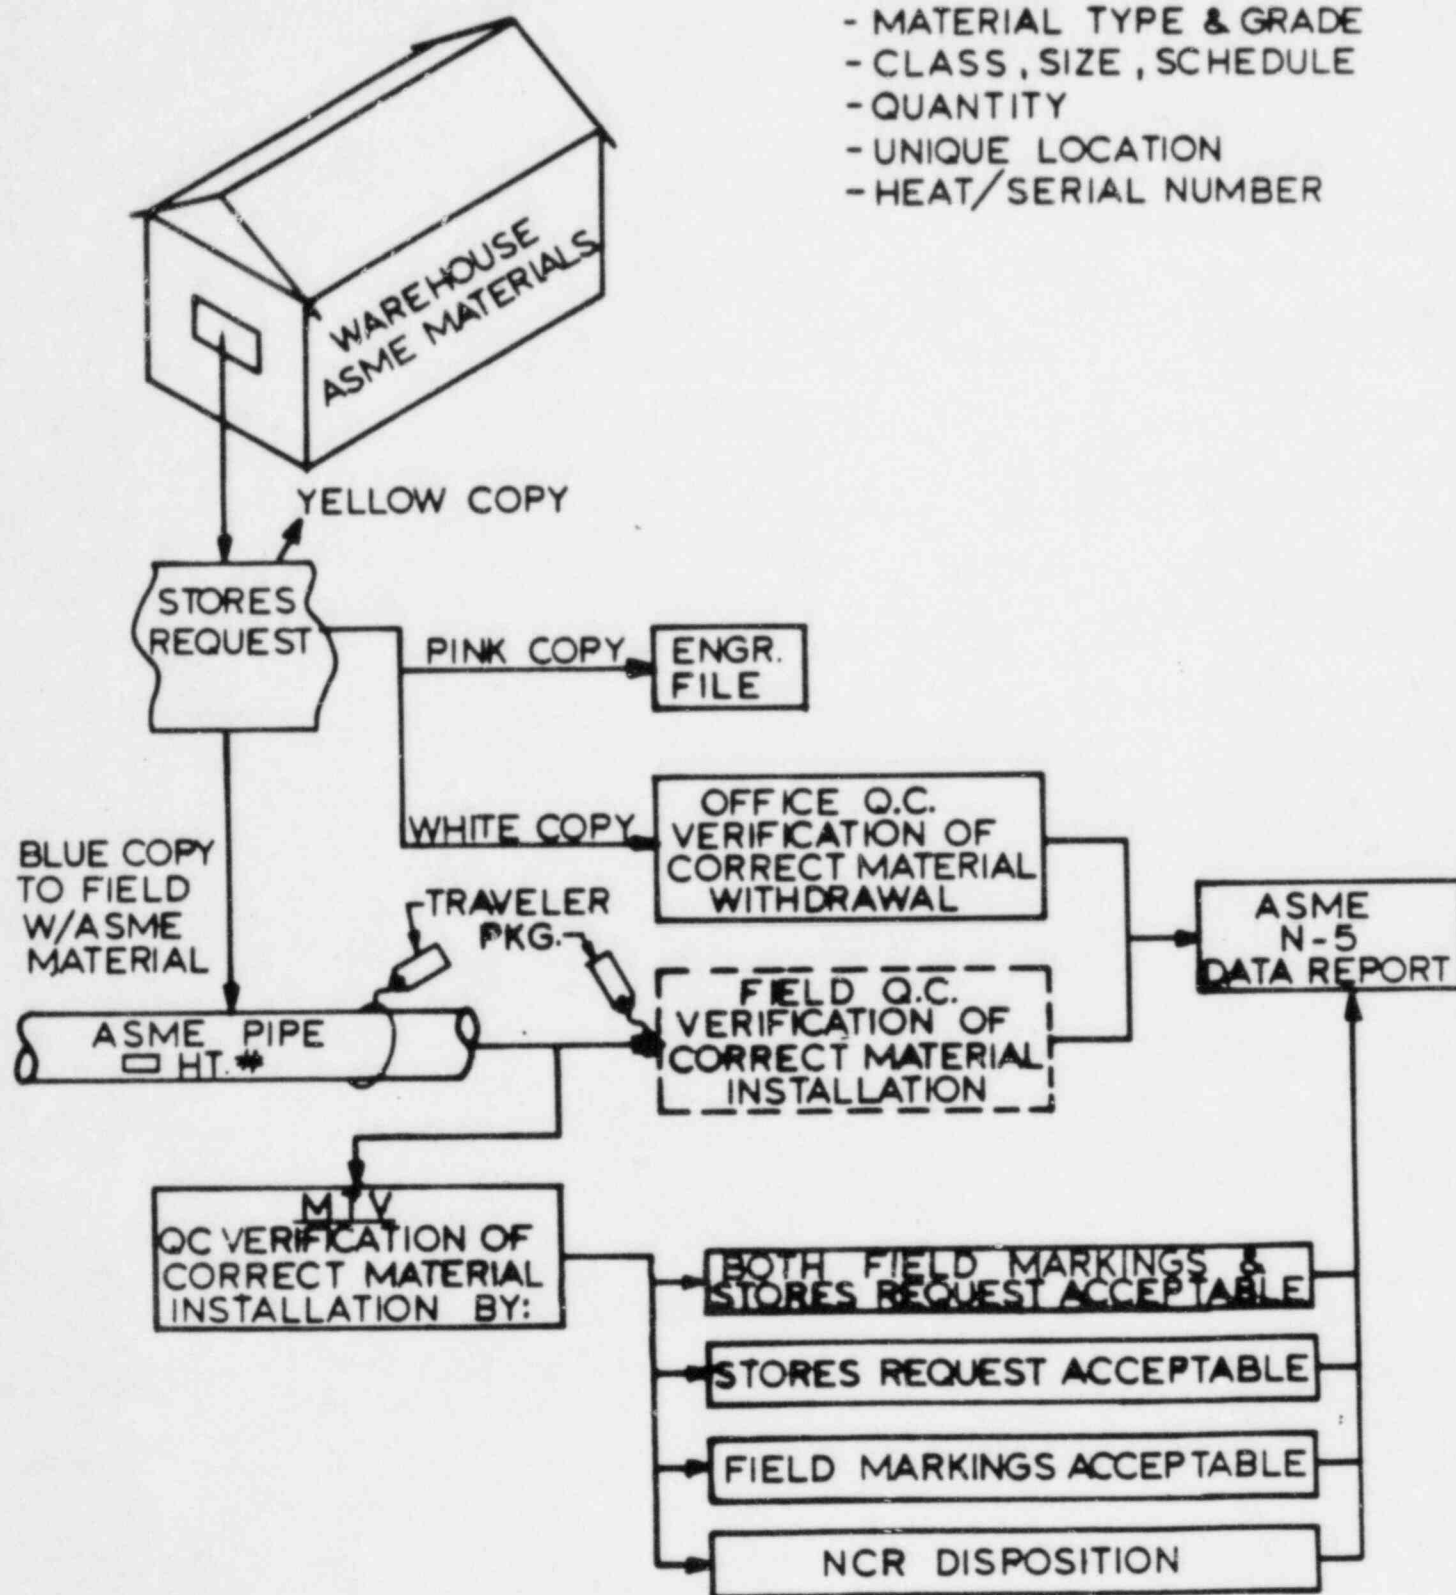 - MATERIAL TYPE & GRADE
- CLASS, SIZE, SCHEDULE
- QUANTITY
- UNIQUE LOCATION
- HEAT/SERIAL NUMBER
WAREHOUSE
ASME MATERIALS
YELLOW COPY
STORES
REQUEST
PINK COPY
ENGR.
FILE
WHITE COPY
OFFICE Q.C.
VERIFICATION OF
CORRECT MATERIAL
WITHDRAWAL
BLUE COPY
TO FIELD
W/ASME
MATERIAL
TRAVELER
PKG.
ASME
N-5
DATA REPORT
ASME PIPE
HT. #
FIELD Q.C.
VERIFICATION OF
CORRECT MATERIAL
INSTALLATION
M I V
QC VERIFICATION OF
CORRECT MATERIAL
INSTALLATION BY:
BOTH FIELD MARKINGS &
STORES REQUEST ACCEPTABLE
STORES REQUEST ACCEPTABLE
FIELD MARKINGS ACCEPTABLE
NCR DISPOSITION